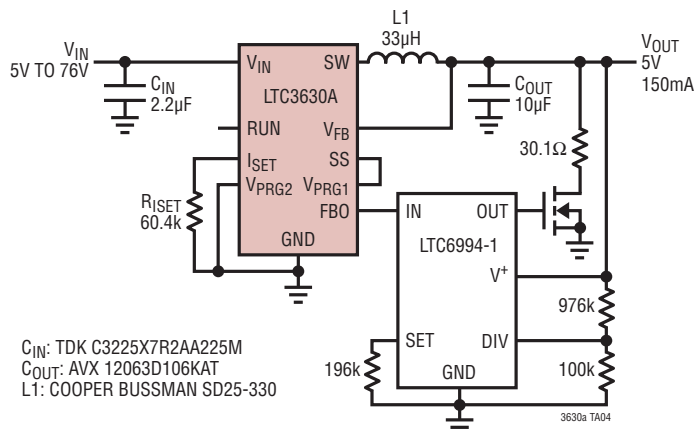 L1
33µH
VIN
5V TO 76V
CIN
2.2µF
VIN
SW
LTC3630A
RUN
VFB
ISET
SS
VPRG2
VPRG1
FBO
GND
RISET
60.4k
COUT
10µF
VOUT
5V
150mA
30.1Ω
IN
OUT
LTC6994-1
V+
SET
DIV
GND
196k
976k
100k
CIN: TDK C3225X7R2AA225M
COUT: AVX 12063D106KAT
L1: COOPER BUSSMAN SD25-330
3630a TA04